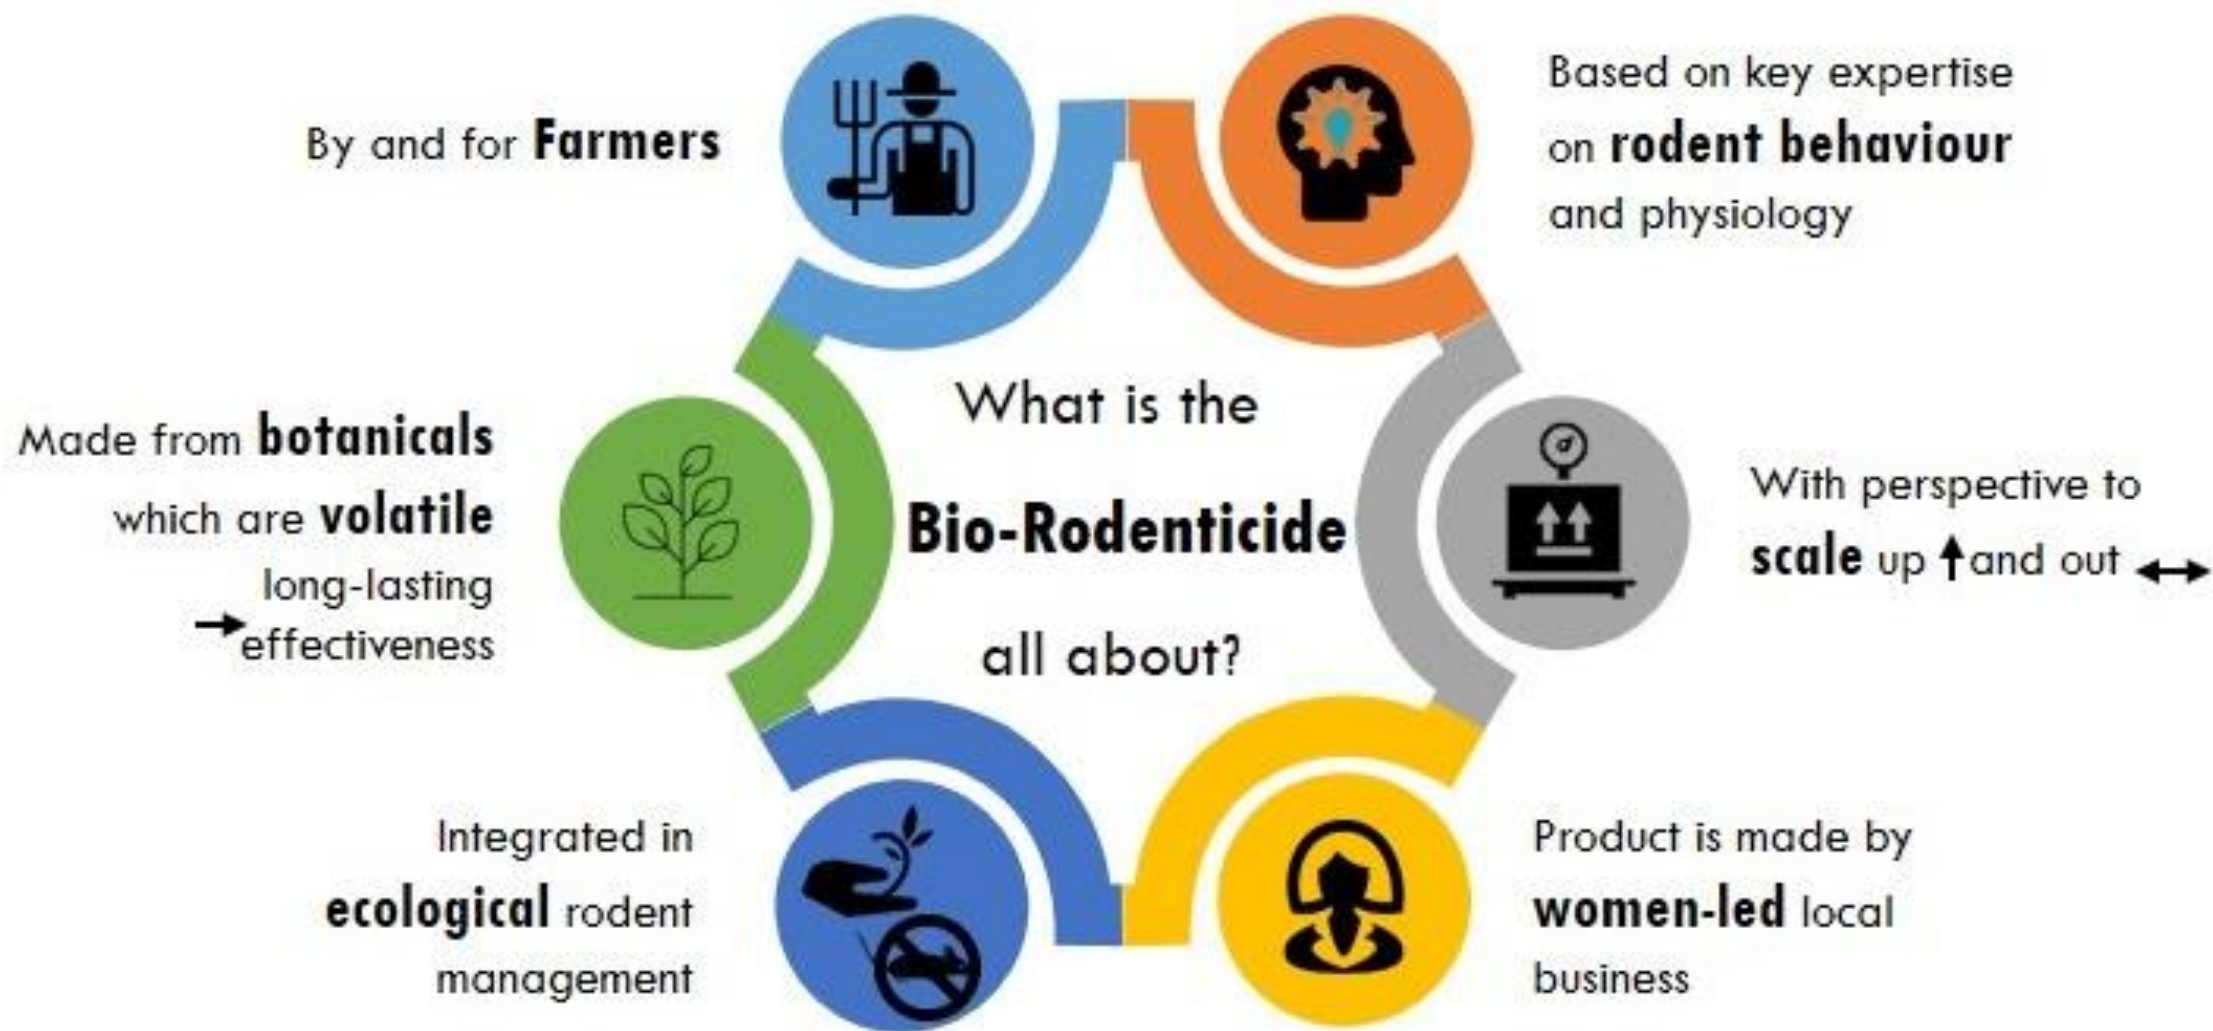 By and for Farmers
Based on key expertise
on rodent behaviour
and physiology
Made from botanicals
which are volatile
long-lasting
→effectiveness
What is the
Bio-Rodenticide
all about?
With perspective to
scale up ↑and out ↔
Integrated in
ecological rodent
management
Product is made by
women-led local
business